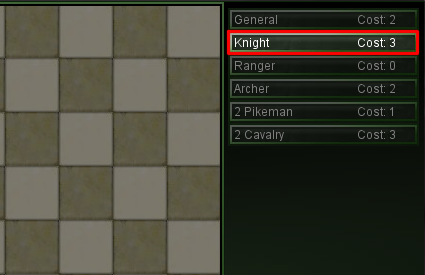 General Cost: 2
Knight Cost: 3
Ranger Cost: 0
Archer Cost: 2
2 Pikeman Cost: 1
2 Cavalry Cost: 3